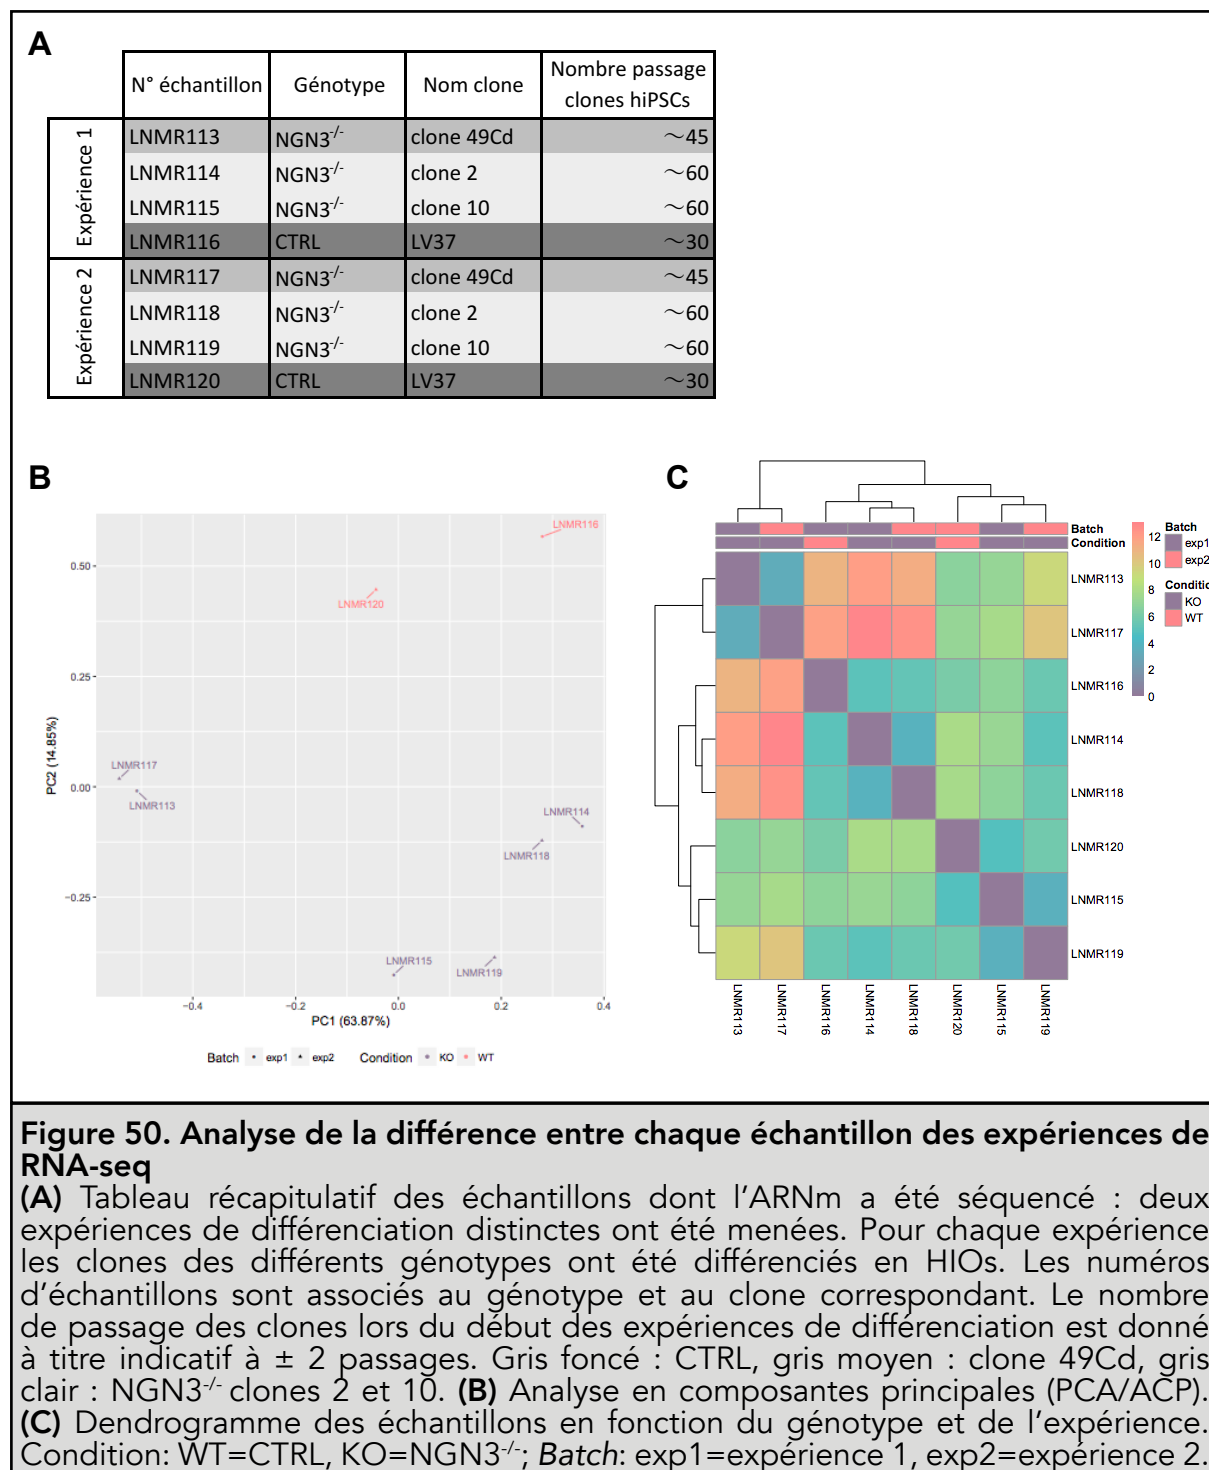 A
N° échantillon Génotype Nom clone Nombre passage clones hiPSCs
Expérience 1
LNMR113 NGN3-/- clone 49Cd ~45
LNMR114 NGN3-/- clone 2 ~60
LNMR115 NGN3-/- clone 10 ~60
LNMR116 CTRL LV37 ~30
Expérience 2
LNMR117 NGN3-/- clone 49Cd ~45
LNMR118 NGN3-/- clone 2 ~60
LNMR119 NGN3-/- clone 10 ~60
LNMR120 CTRL LV37 ~30
B
LNMR116
LNMR120
LNMR117
LNMR113
LNMR114
LNMR118
LNMR115
LNMR119
0.50
0.25
0.00
−0.25
PC2 (14.85%)
−0.4 −0.2 0.0 0.2 0.4
PC1 (63.87%)
Batch exp1 exp2 Condition KO WT
C
Batch
Condition
12
10
8
6
4
2
0
Batch
exp1
exp2
Condition
KO
WT
LNMR113
LNMR117
LNMR116
LNMR114
LNMR118
LNMR120
LNMR115
LNMR119
LNMR113 LNMR117 LNMR116 LNMR114 LNMR118 LNMR120 LNMR115 LNMR119
Figure 50. Analyse de la différence entre chaque échantillon des expériences de
RNA-seq
(A) Tableau récapitulatif des échantillons dont l'ARNm a été séquencé : deux
expériences de différenciation distinctes ont été menées. Pour chaque expérience
les clones des différents génotypes ont été différenciés en HIOs. Les numéros
d'échantillons sont associés au génotype et au clone correspondant. Le nombre
de passage des clones lors du début des expériences de différenciation est donné
à titre indicatif à ± 2 passages. Gris foncé : CTRL, gris moyen : clone 49Cd, gris
clair : NGN3-/- clones 2 et 10. (B) Analyse en composantes principales (PCA/ACP).
(C) Dendrogramme des échantillons en fonction du génotype et de l'expérience.
Condition: WT=CTRL, KO=NGN3-/-; Batch: exp1=expérience 1, exp2=expérience 2.